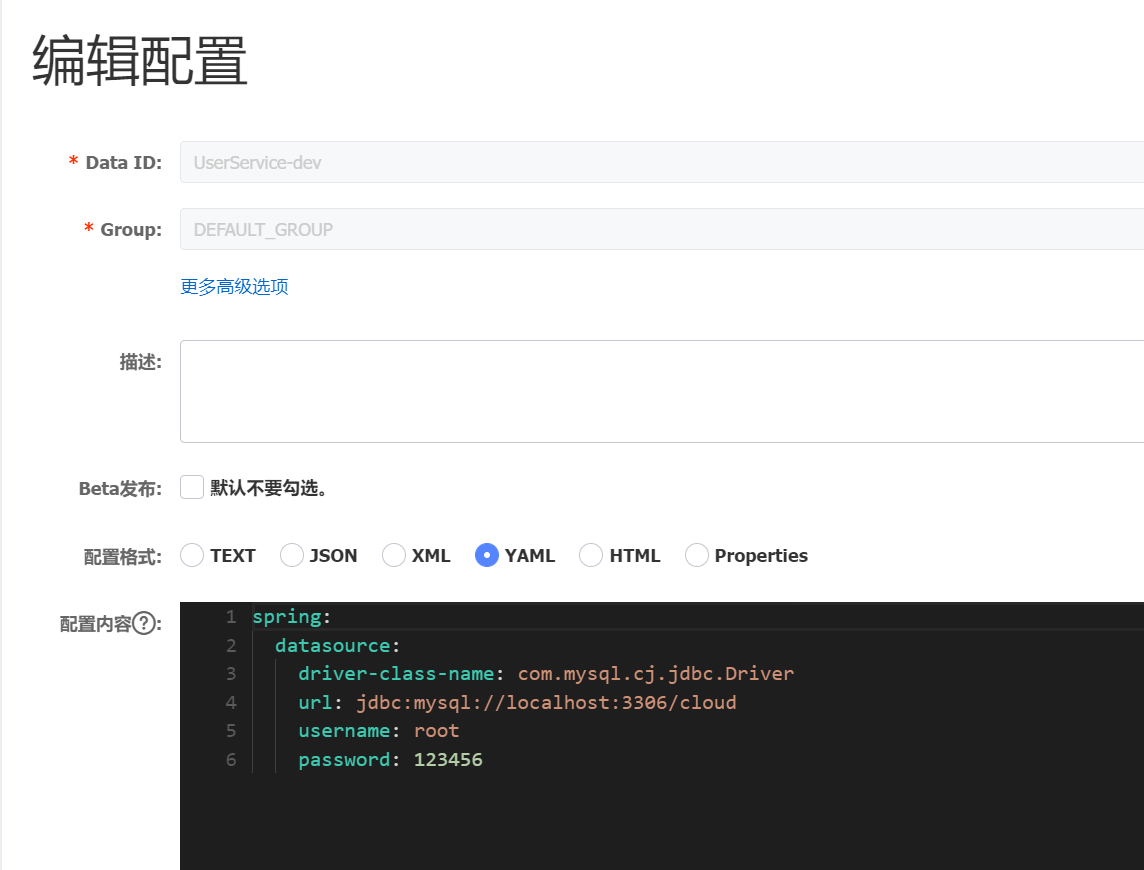 编辑配置
* Data ID: UserService-dev
* Group: DEFAULT_GROUP
更多高级选项
描述:
Beta发布: 默认不要勾选。
配置格式: TEXT JSON XML YAML HTML Properties
配置内容?: 1 spring:
2 datasource:
3 driver-class-name: com.mysql.cj.jdbc.Driver
4 url: jdbc:mysql://localhost:3306/cloud
5 username: root
6 password: 123456